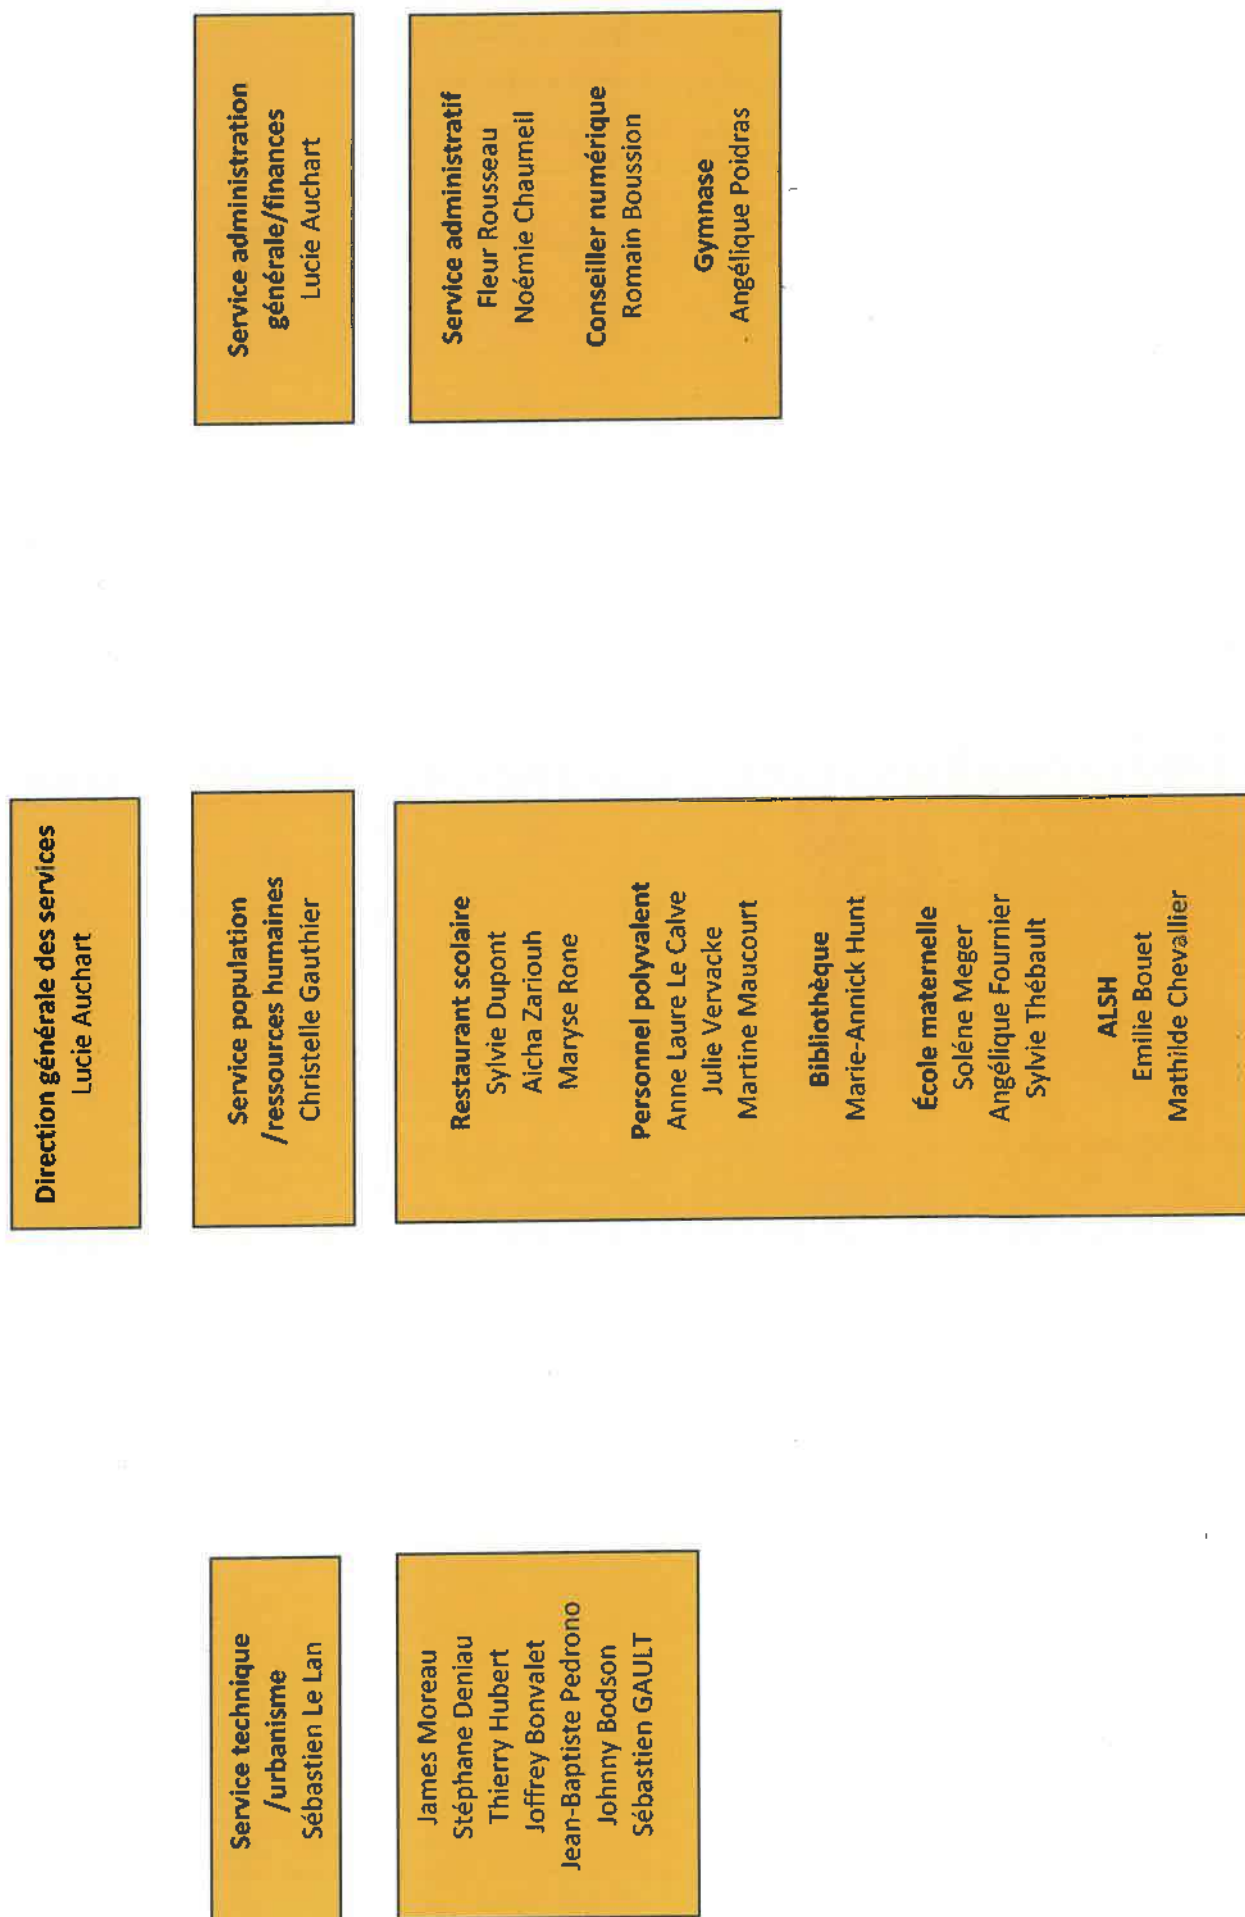 Direction générale des services
Lucie Auchart
Service technique
/urbanisme
Sébastien Le Lan
James Moreau
Stéphane Deniau
Thierry Hubert
Joffrey Bonvalet
Jean-Baptiste Pedrono
Johnny Bodson
Sébastien GAULT
Service population
/ressources humaines
Christelle Gauthier
Restaurant scolaire
Sylvie Dupont
Aicha Zariouh
Maryse Rone
Personnel polyvalent
Anne Laure Le Calve
Julie Vervacke
Martine Maucourt
Bibliothèque
Marie-Annick Hunt
École maternelle
Soléne Meger
Angélique Fournier
Sylvie Thébault
ALSH
Emilie Bouet
Mathilde Chevallier
Service administration
générale/finances
Lucie Auchart
Service administratif
Fleur Rousseau
Noémie Chaumeil
Conseiller numérique
Romain Boussion
Gymnase
Angélique Poidras